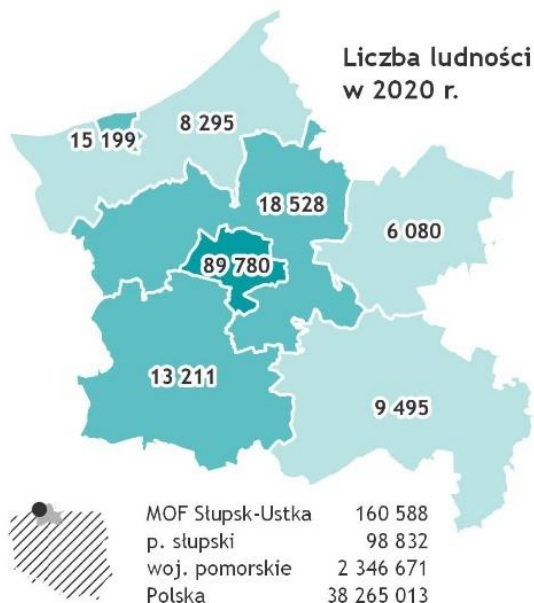 Liczba ludności
w 2020 r.
8 295
15 199
18 528
6 080
89 780
13 211
9 495
MOF Słupsk-Ustka 160 588
p. słupski 98 832
woj. pomorskie 2 346 671
Polska 38 265 013